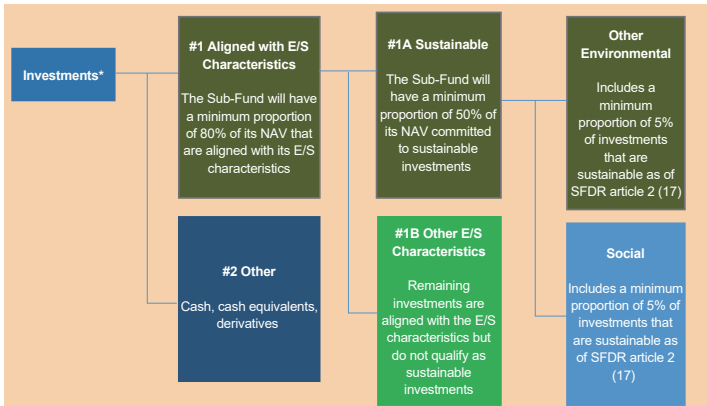 Investments*
#1 Aligned with E/S
Characteristics
The Sub-Fund will have
a minimum proportion
of 80% of its NAV that
are aligned with its E/S
characteristics
#2 Other
Cash, cash equivalents,
derivatives
#1A Sustainable
The Sub-Fund will
have a minimum
proportion of 50% of
its NAV committed
to sustainable
investments
#1B Other E/S
Characteristics
Remaining
investments are
aligned with the E/S
characteristics but
do not qualify as
sustainable
investments
Other
Environmental
Includes a
minimum
proportion of 5%
of investments
that are
sustainable as of
SFDR article 2 (17)
Social
Includes a minimum
proportion of 5% of
investments that
are sustainable as
of SFDR article 2
(17)